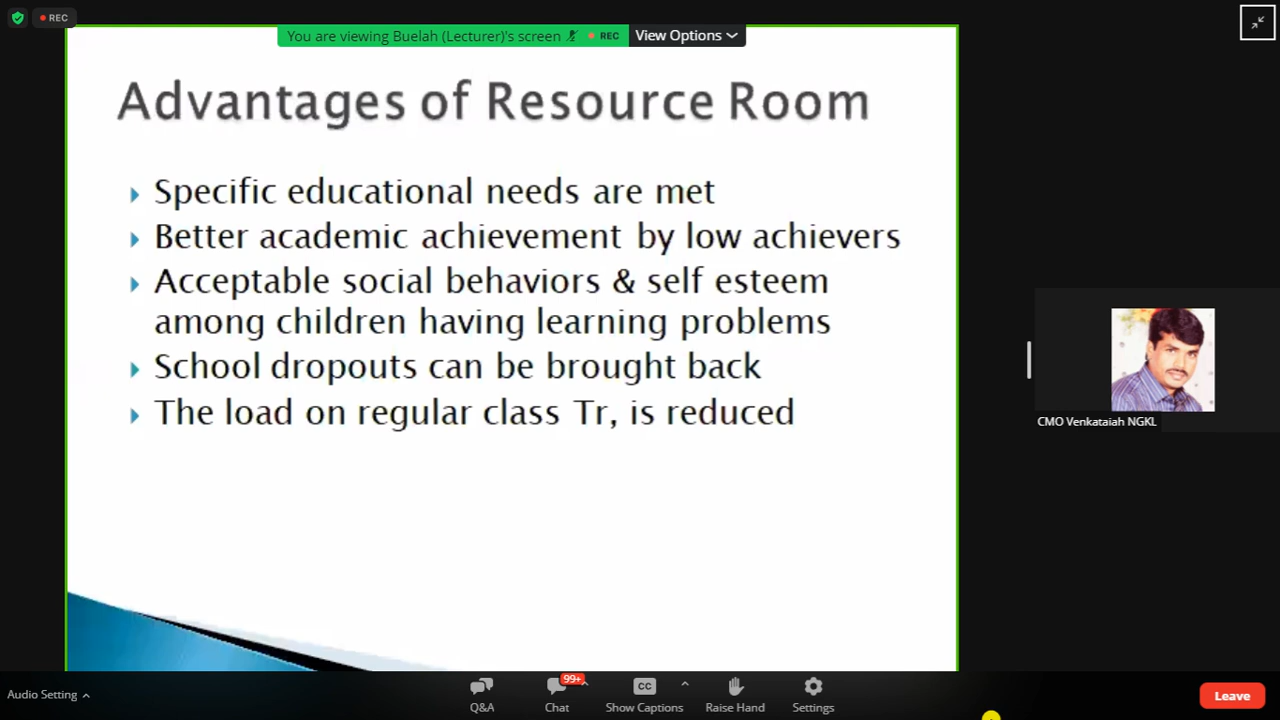 REC
You are viewing Buelah (Lecturer)'s screen REC View Options
Advantages of Resource Room
Specific educational needs are met
Better academic achievement by low achievers
Acceptable social behaviors & self esteem
among children having learning problems
School dropouts can be brought back
The load on regular class Tr, is reduced
CMO Venkataiah NGKL
Audio Setting
Q&A
99+
Chat
CC
Show Captions
Raise Hand
Settings
Leave